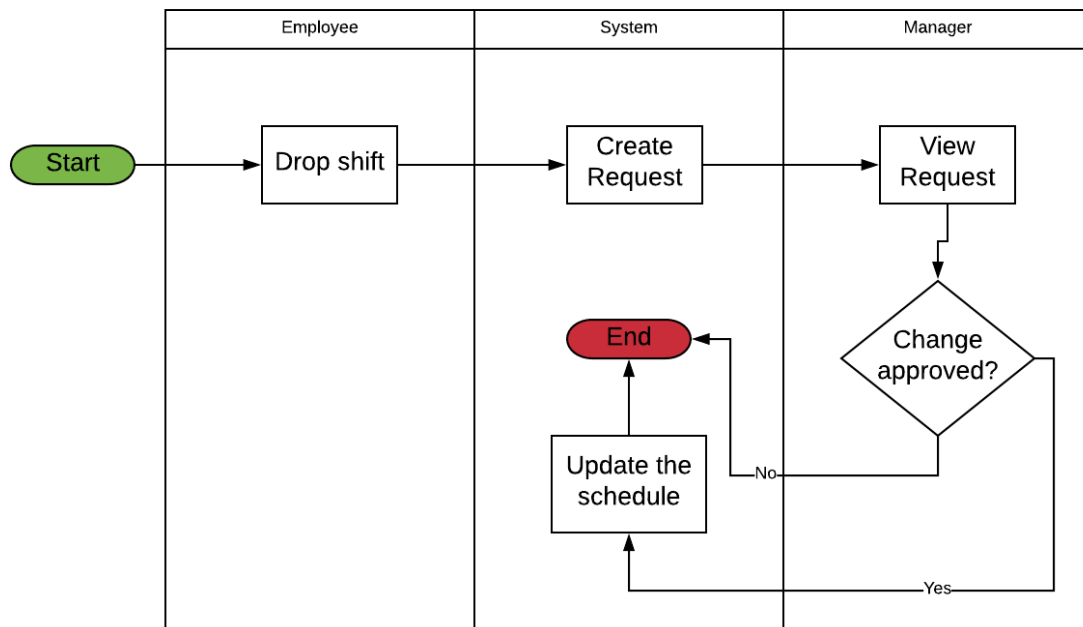 Employee
System
Manager
Start
Drop shift
Create
Request
View
Request
End
Change
approved?
Update the
schedule
No
Yes